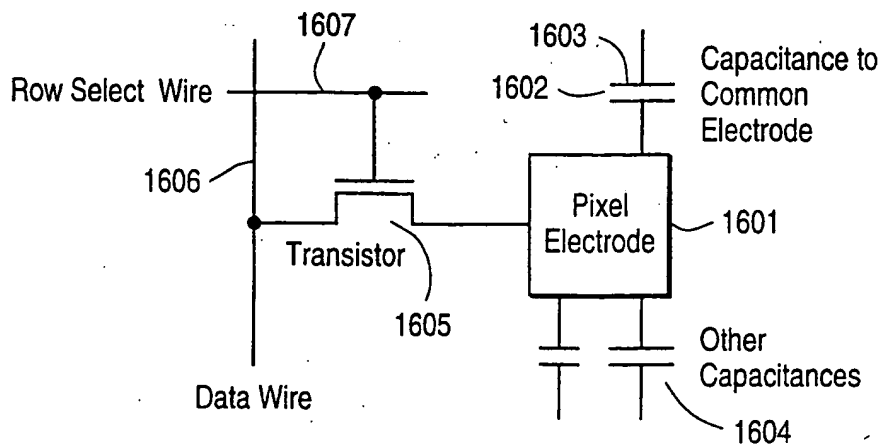 1607
Row Select Wire
1606
Transistor
1605
Data Wire
1603
1602
Capacitance to
Common
Electrode
Pixel
Electrode
1601
Other
Capacitances
1604